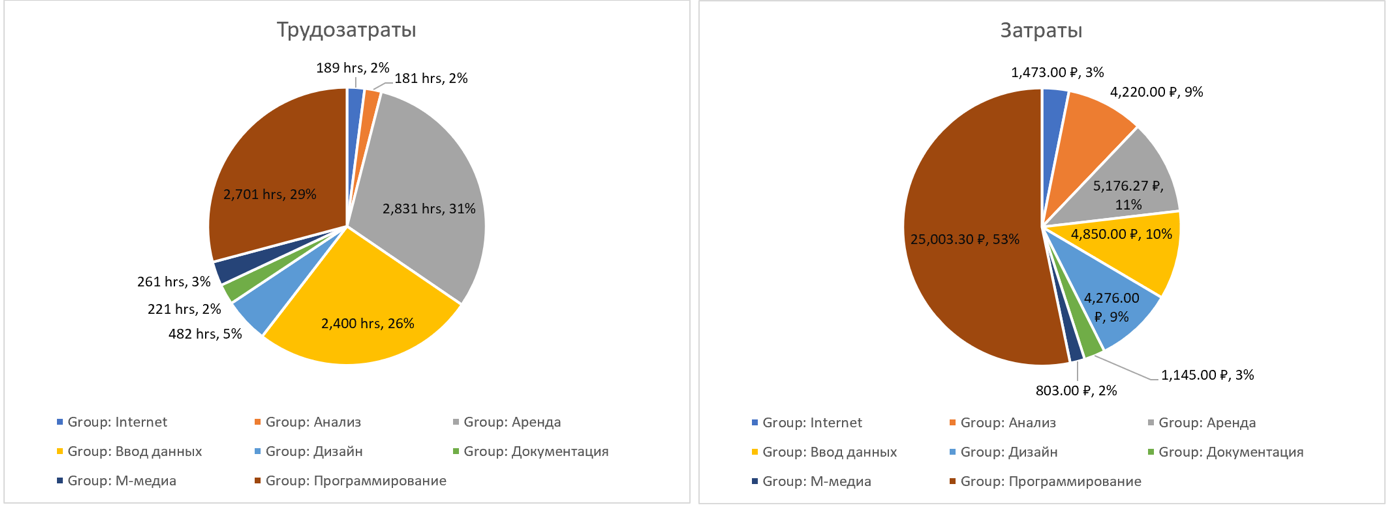 Трудозатраты
189 hrs, 2%
181 hrs, 2%
2,831 hrs, 31%
2,400 hrs, 26%
482 hrs, 5%
221 hrs, 2%
261 hrs, 3%
2,701 hrs, 29%
Group: Internet
Group: Анализ
Group: Аренда
Group: Ввод данных
Group: Дизайн
Group: Документация
Group: М-медиа
Group: Программирование
Затраты
1,473.00 ₽, 3%
4,220.00 ₽, 9%
5,176.27 ₽,
11%
4,850.00 ₽, 10%
4,276.00
₽, 9%
1,145.00 ₽, 3%
803.00 ₽, 2%
25,003.30 ₽, 53%
Group: Internet
Group: Анализ
Group: Аренда
Group: Ввод данных
Group: Дизайн
Group: Документация
Group: М-медиа
Group: Программирование